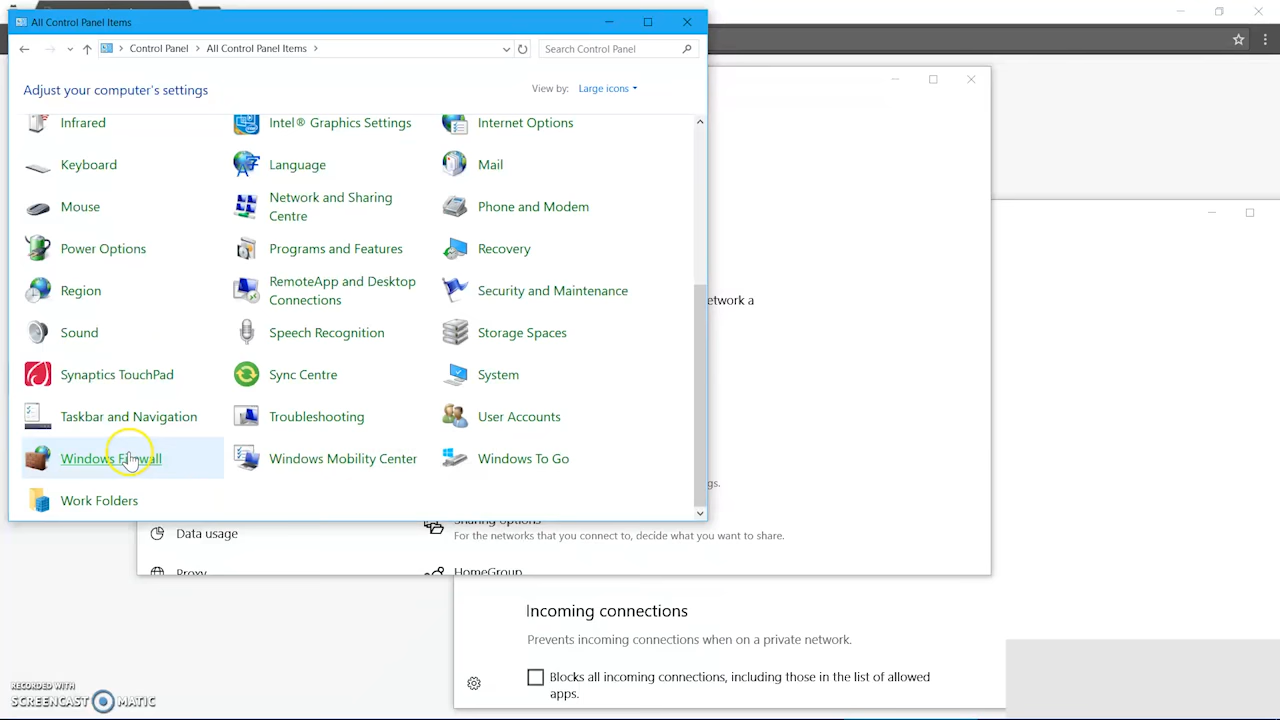 All Control Panel Items
Control Panel > All Control Panel Items >
Search Control Panel
Adjust your computer's settings
View by: Large icons
Infrared
Intel® Graphics Settings
Internet Options
Keyboard
Language
Mail
Mouse
Network and Sharing
Centre
Phone and Modem
Power Options
Programs and Features
Recovery
Region
RemoteApp and Desktop
Connections
Security and Maintenance
Sound
Speech Recognition
Storage Spaces
Synaptics TouchPad
Sync Centre
System
Taskbar and Navigation
Troubleshooting
User Accounts
Windows Firewall
Windows Mobility Center
Windows To Go
Work Folders
etwork a
gs.
Data usage
Sharing options
For the networks that you connect to, decide what you want to share.
Proxy
HomeGroup
Incoming connections
Prevents incoming connections when on a private network.
Blocks all incoming connections, including those in the list of allowed
apps.
RECORDED WITH
SCREENCAST MATIC